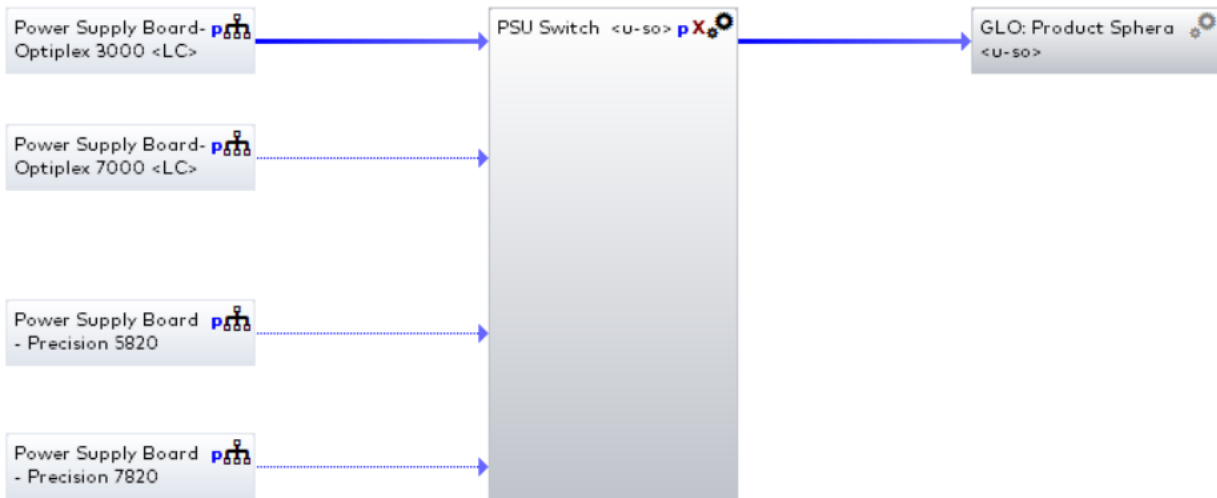 Power Supply Board- p
Optiplex 3000 <LC>
PSU Switch <u-so> p X
GLO: Product Sphera
<u-so>
Power Supply Board- p
Optiplex 7000 <LC>
Power Supply Board p
- Precision 5820
Power Supply Board p
- Precision 7820